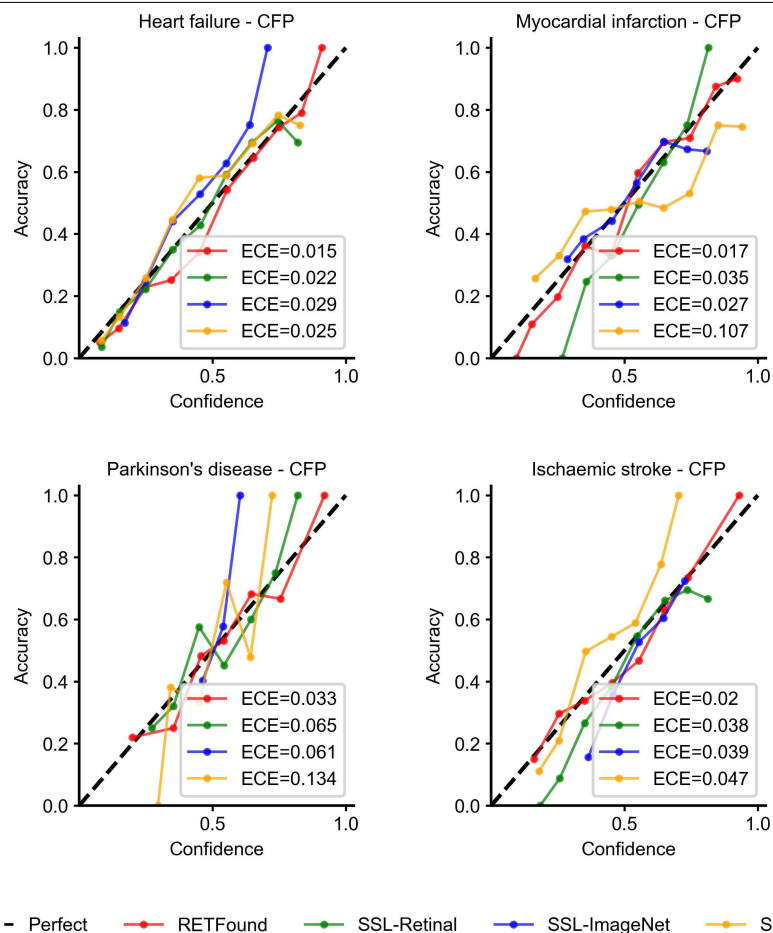 Heart failure - CFP
Accuracy
1.0
0.8
0.6
0.4
0.2
0.0
ECE=0.015
ECE=0.022
ECE=0.029
ECE=0.025
0.5
1.0
Confidence
Myocardial infarction - CFP
Accuracy
1.0
0.8
0.6
0.4
0.2
0.0
ECE=0.017
ECE=0.035
ECE=0.027
ECE=0.107
0.5
1.0
Confidence
Parkinson's disease - CFP
Accuracy
1.0
0.8
0.6
0.4
0.2
0.0
ECE=0.033
ECE=0.065
ECE=0.061
ECE=0.134
0.5
1.0
Confidence
Ischaemic stroke - CFP
Accuracy
1.0
0.8
0.6
0.4
0.2
0.0
ECE=0.02
ECE=0.038
ECE=0.039
ECE=0.047
0.5
1.0
Confidence
Perfect RETFound SSL-Retinal SSL-ImageNet